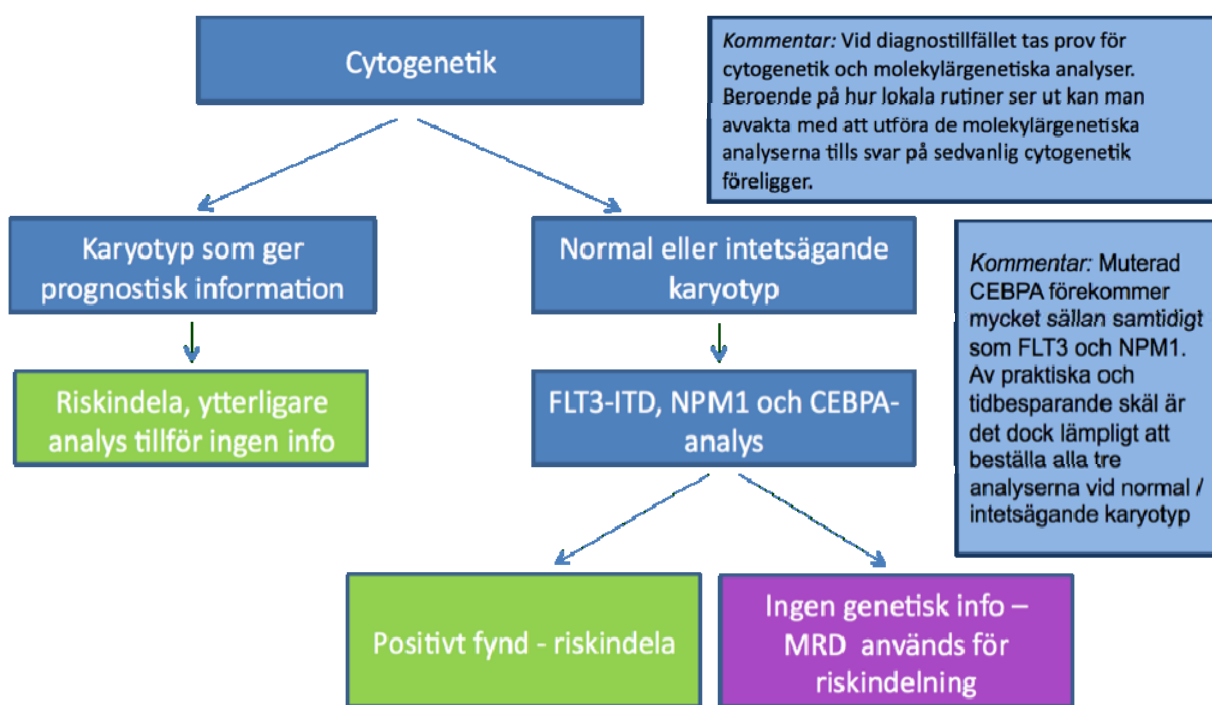 Cytogenetik
Kommentar: Vid diagnostillfället tas prov för
cytogenetik och molekylärgenetiska analyser.
Beroende på hur lokala rutiner ser ut kan man
avvakta med att utföra de molekylärgenetiska
analyserna tills svar på sedvanlig cytogenetik
föreligger.
Karyotyp som ger
prognostisk information
Normal eller intetsägande
karyotyp
Kommentar: Muterad
CEBPA förekommer
mycket sällan samtidigt
som FLT3 och NPM1.
Av praktiska och
tidbesparande skäl är
det dock lämpligt att
beställa alla tre
analyserna vid normal /
intetsägande karyotyp
Riskindela, ytterligare
analys tillför ingen info
FLT3-ITD, NPM1 och CEBPA-
analys
Positivt fynd - riskindela
Ingen genetisk info –
MRD används för
riskindelning